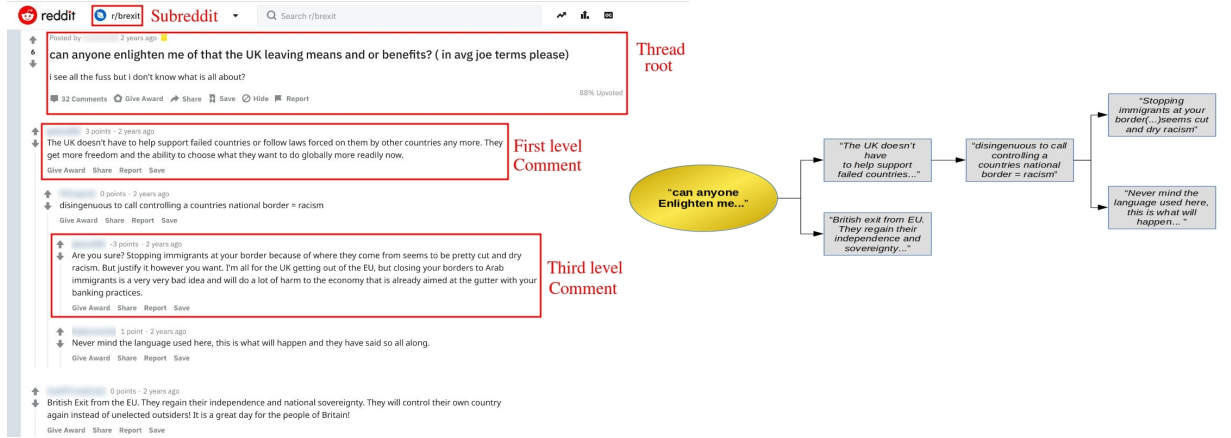 reddit
r/brexit
Subreddit
Search r/brexit
Posted by 2 years ago
6
can anyone enlighten me of that the UK leaving means and or benefits? ( in avg joe terms please)
i see all the fuss but i don't know what is all about?
32 Comments Give Award Share Save Hide Report
88% Upvoted
Thread
root
3 points · 2 years ago
The UK doesn't have to help support failed countries or follow laws forced on them by other countries any more. They
get more freedom and the ability to choose what they want to do globally more readily now.
Give Award Share Report Save
First level
Comment
0 points · 2 years ago
disingenuous to call controlling a countries national border = racism
Give Award Share Report Save
-3 points · 2 years ago
Are you sure? Stopping immigrants at your border because of where they come from seems to be pretty cut and dry
racism. But justify it however you want. I'm all for the UK getting out of the EU, but closing your borders to Arab
immigrants is a very very bad idea and will do a lot of harm to the economy that is already aimed at the gutter with your
banking practices.
Give Award Share Report Save
Third level
Comment
1 point · 2 years ago
Never mind the language used here, this is what will happen and they have said so all along.
Give Award Share Report Save
0 points · 2 years ago
British Exit from the EU. They regain their independence and national sovereignty. They will control their own country
again instead of unelected outsiders! It is a great day for the people of Britain!
Give Award Share Report Save
"can anyone
Enlighten me..."
"The UK doesn't
have
to help support
failed countries..."
"British exit from EU.
They regain their
independence and
sovereignty..."
"disingenuous to call
controlling a
countries national
border = racism"
"Stopping
immigrants at your
border(...)seems cut
and dry racism"
"Never mind the
language used here,
this is what will
happen... "